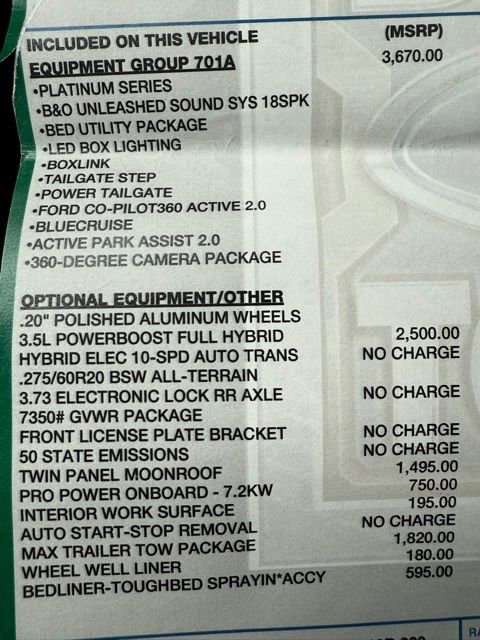 INCLUDED ON THIS VEHICLE (MSRP)
EQUIPMENT GROUP 701A 3,670.00
•PLATINUM SERIES
•B&O UNLEASHED SOUND SYS 18SPK
•BED UTILITY PACKAGE
•LED BOX LIGHTING
•BOXLINK
•TAILGATE STEP
•POWER TAILGATE
•FORD CO-PILOT360 ACTIVE 2.0
•BLUECRUISE
•ACTIVE PARK ASSIST 2.0
•360-DEGREE CAMERA PACKAGE
OPTIONAL EQUIPMENT/OTHER
.20" POLISHED ALUMINUM WHEELS
3.5L POWERBOOST FULL HYBRID 2,500.00
HYBRID ELEC 10-SPD AUTO TRANS NO CHARGE
.275/60R20 BSW ALL-TERRAIN
3.73 ELECTRONIC LOCK RR AXLE NO CHARGE
7350# GVWR PACKAGE
FRONT LICENSE PLATE BRACKET NO CHARGE
50 STATE EMISSIONS NO CHARGE
TWIN PANEL MOONROOF 1,495.00
PRO POWER ONBOARD - 7.2KW 750.00
INTERIOR WORK SURFACE 195.00
AUTO START-STOP REMOVAL NO CHARGE
MAX TRAILER TOW PACKAGE 1,820.00
WHEEL WELL LINER 180.00
BEDLINER-TOUGHBED SPRAYIN*ACCY 595.00